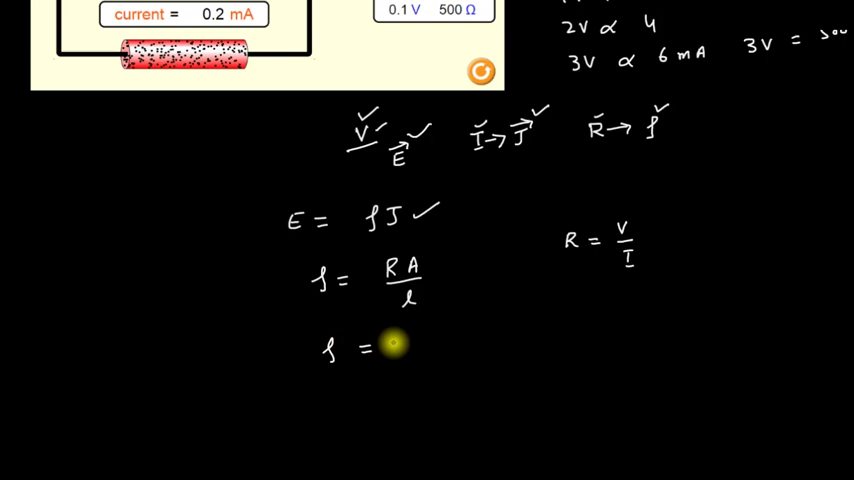 current = 0.2 mA
0.1 V 500 Ω
2V ∝ 4
3V ∝ 6 mA 3V =
V E⃗ I → J⃗ R → ρ
E = ρJ
R = V/I
ρ = RA/l
ρ =